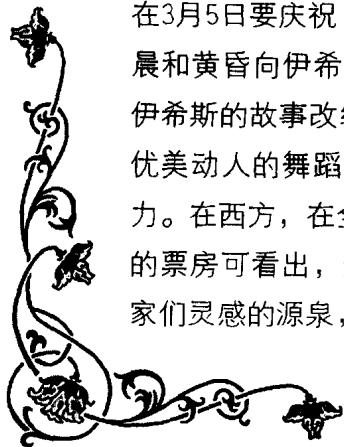 在3月5日要庆祝
晨和黄昏向伊希
伊希斯的故事改
优美动人的舞蹈
力。在西方，在
的票房可看出，
家们灵感的源泉，